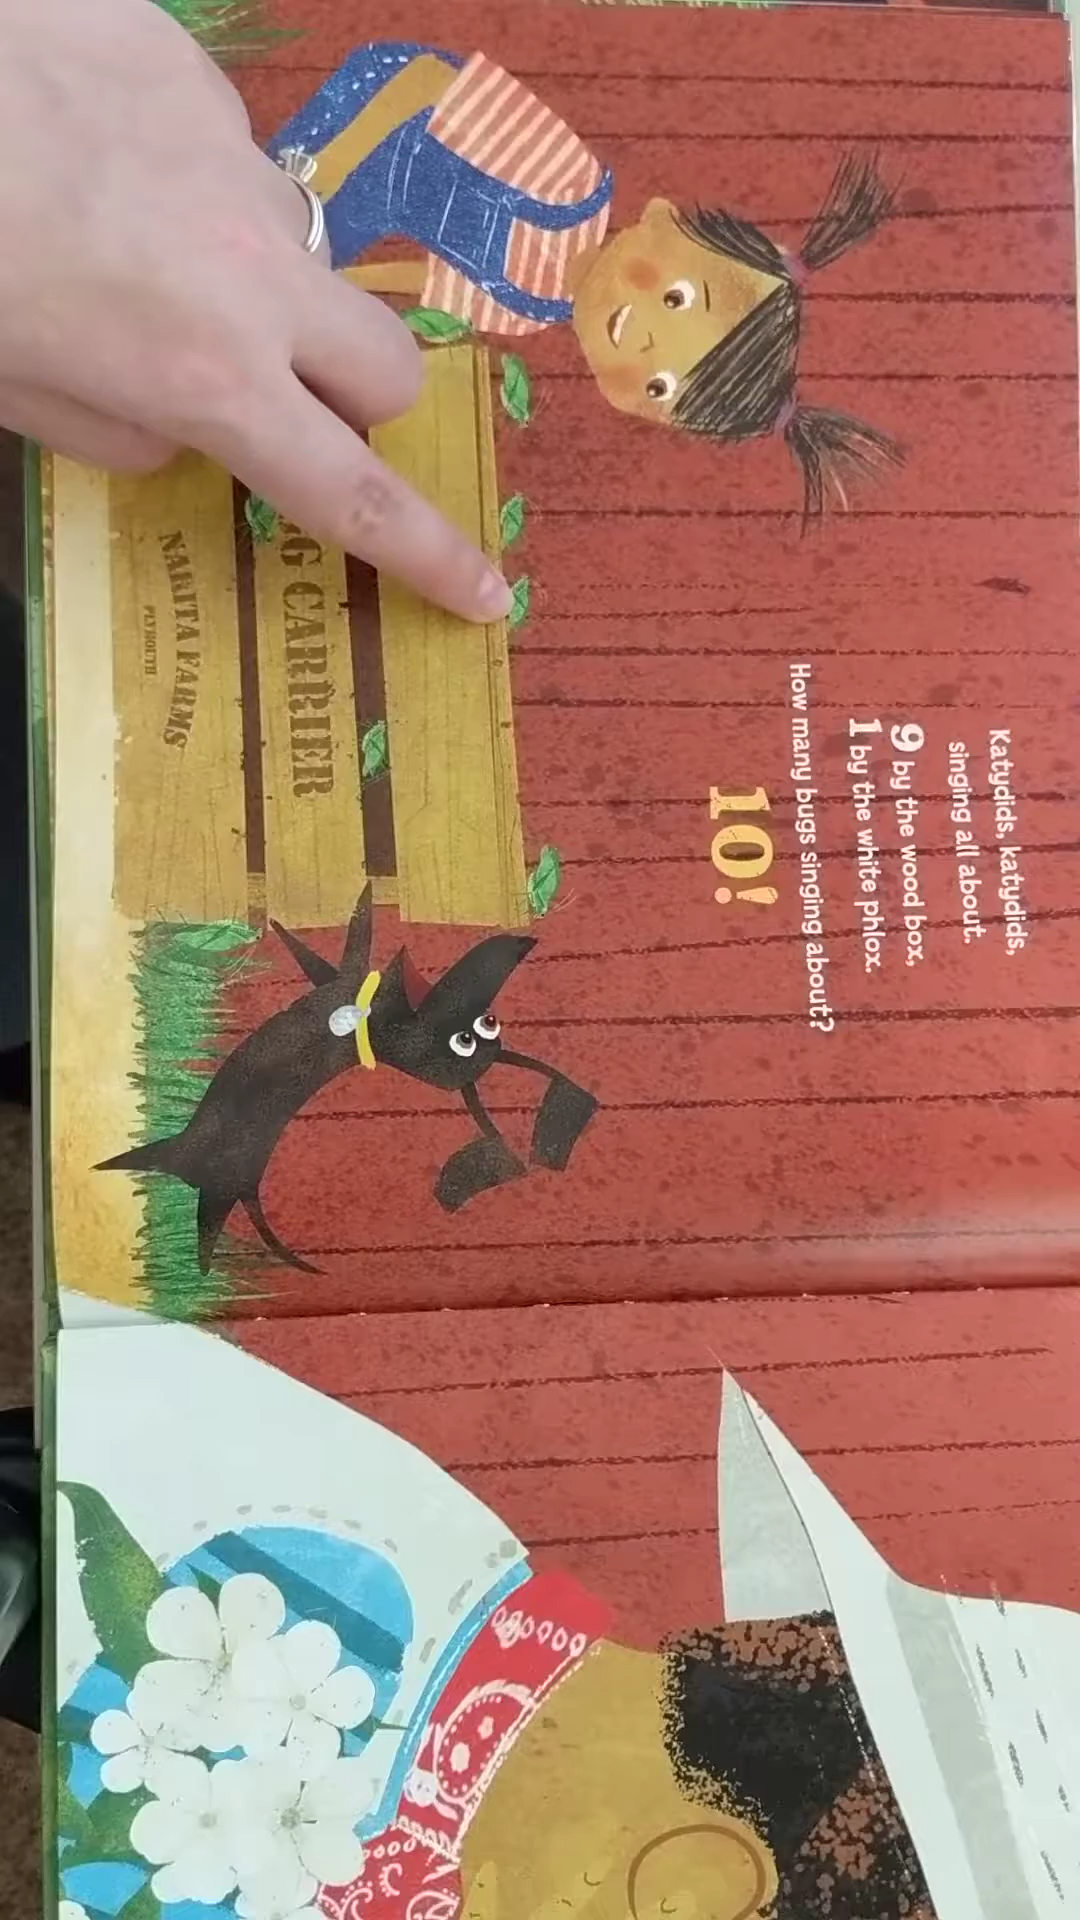 Katydids, katydids,
singing all about.
9 by the wood box,
1 by the white phlox.
How many bugs singing about?
10!
CARRIER
NARITA FARMS
PLYMOUTH